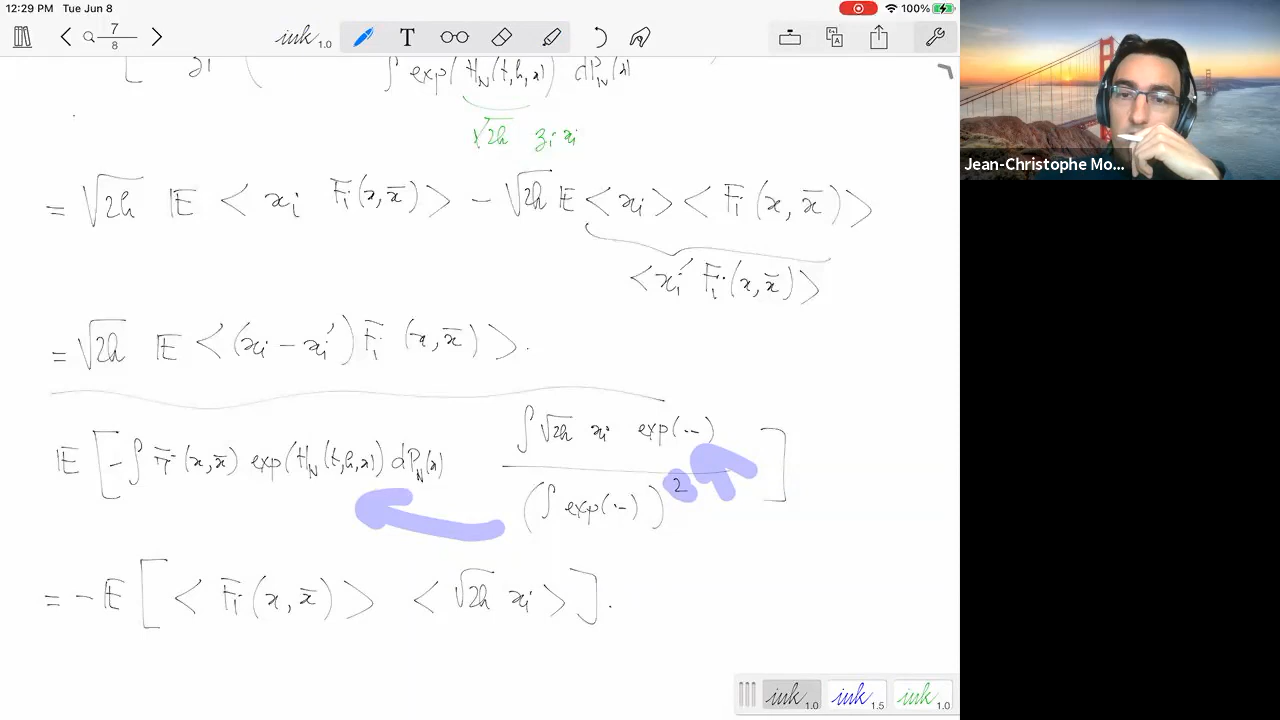 12:29 PM Tue Jun 8
100%
7
8
ink 1.0
T
∫ exp(H_N(t,h,x)) dP_N(x)
√2h z_i x_i
= √2h 𝔼 < x_i F_i(x, x̄) > − √2h 𝔼 < x_i > < F_i(x, x̄) >
< x_i' F_i(x, x̄) >
= √2h 𝔼 < (x_i − x_i') F_i (x, x̄) > .
𝔼 [ − ∫ F_i(x, x̄) exp(H_N(t,h,x)) dP_N(x) ∫ √2h x_i exp(...) / ( ∫ exp(...) )^2 ]
= − 𝔼 [ < F_i(x, x̄) > < √2h x_i > ] .
ink 1.0 ink 1.5 ink 1.0
Jean-Christophe Mo...